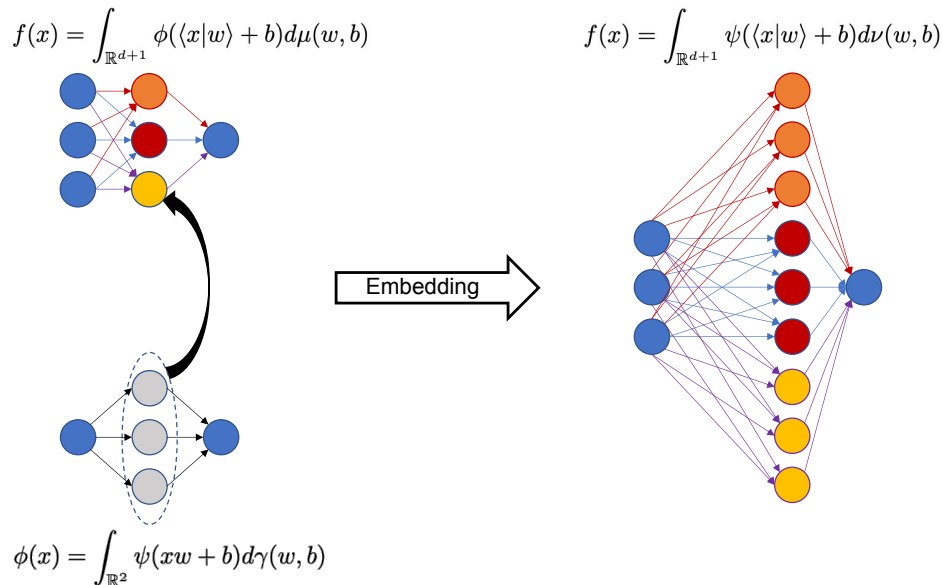 f(x) = ∫_{ℝ^{d+1}} ϕ(⟨x|w⟩ + b)dμ(w, b)
f(x) = ∫_{ℝ^{d+1}} ψ(⟨x|w⟩ + b)dν(w, b)
Embedding
ϕ(x) = ∫_{ℝ^2} ψ(xw + b)dγ(w, b)